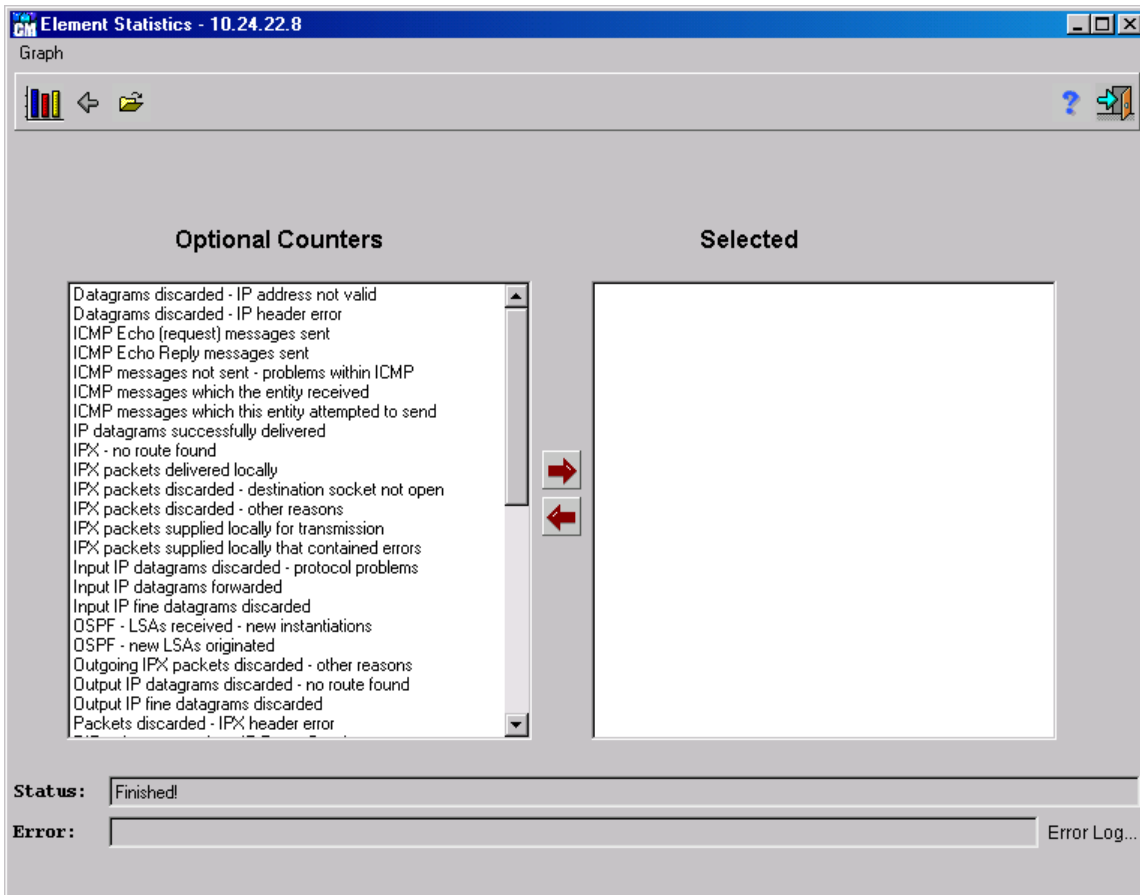 CM Element Statistics - 10.24.22.8
Graph
?
Optional Counters
Selected
Datagrams discarded - IP address not valid
Datagrams discarded - IP header error
ICMP Echo (request) messages sent
ICMP Echo Reply messages sent
ICMP messages not sent - problems within ICMP
ICMP messages which the entity received
ICMP messages which this entity attempted to send
IP datagrams successfully delivered
IPX - no route found
IPX packets delivered locally
IPX packets discarded - destination socket not open
IPX packets discarded - other reasons
IPX packets supplied locally for transmission
IPX packets supplied locally that contained errors
Input IP datagrams discarded - protocol problems
Input IP datagrams forwarded
Input IP fine datagrams discarded
OSPF - LSAs received - new instantiations
OSPF - new LSAs originated
Outgoing IPX packets discarded - other reasons
Output IP datagrams discarded - no route found
Output IP fine datagrams discarded
Packets discarded - IPX header error
Status: Finished!
Error: Error Log...